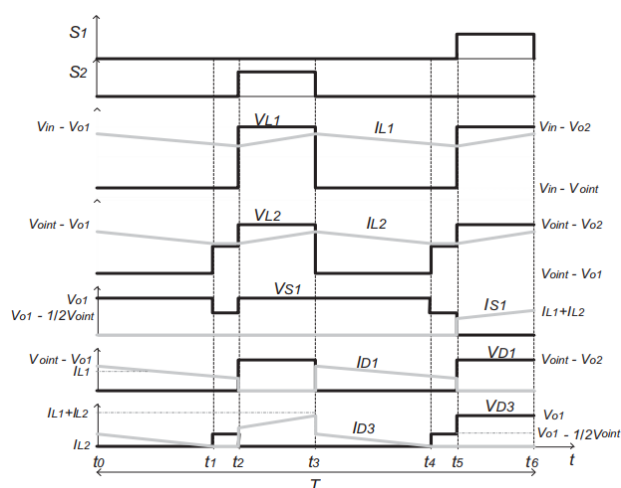 S1
S2
VL1
IL1
Vin - Vo1
Vin - Vo2
Vin - Voint
VL2
IL2
Voint - Vo1
Voint - Vo2
Voint - Vo1
Vo1
VS1
IS1
Vo1 - 1/2Voint
IL1+IL2
Voint - Vo1
ID1
VD1
Voint - Vo2
IL1
IL1+IL2
VD3
Vo1
ID3
Vo1 - 1/2Voint
IL2
t0 t1 t2 t3 t4 t5 t6 t
T